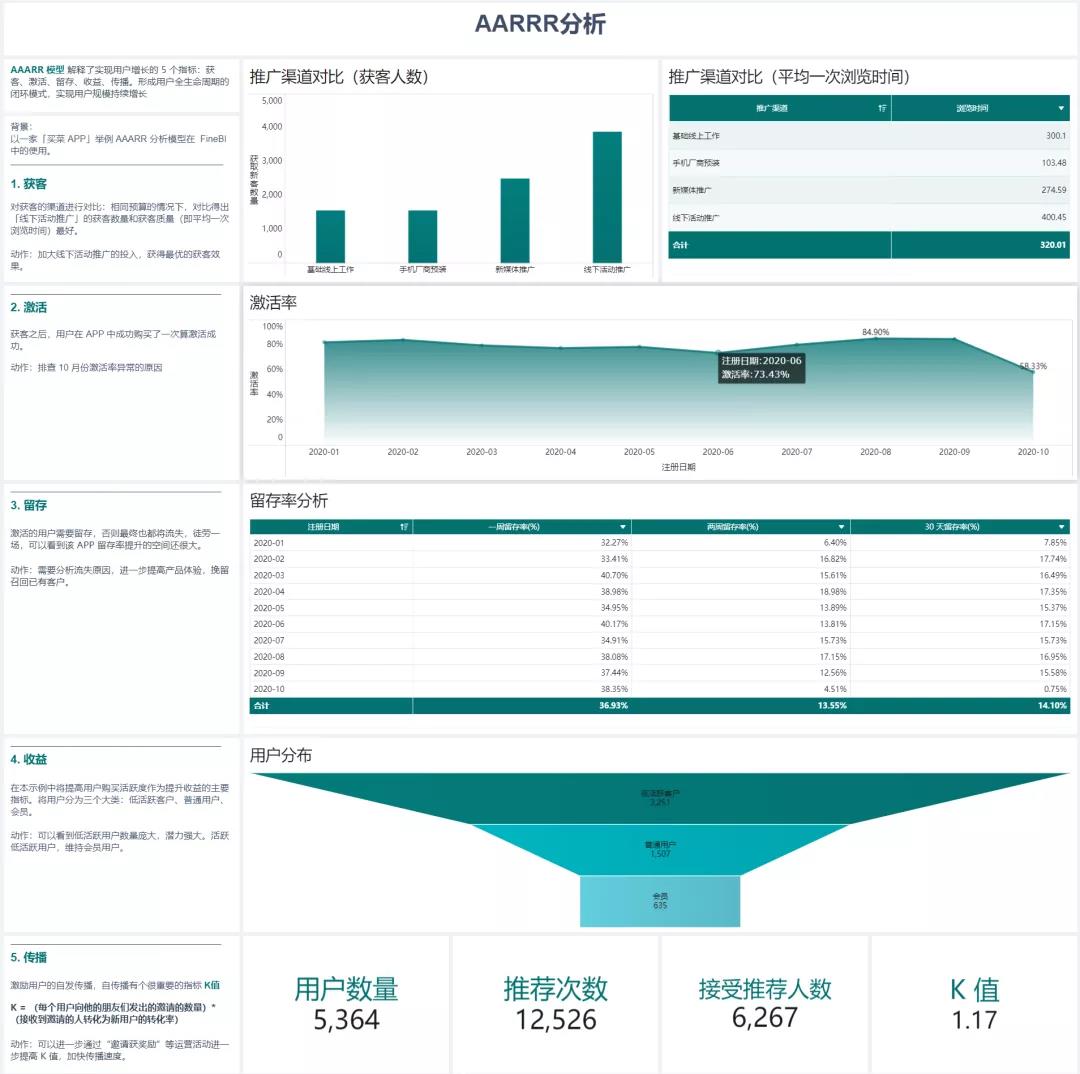 AARRR分析
AAARR 模型 解释了实现用户增长的 5 个指标：获
客、激活、留存、收益、传播。形成用户全生命周期的
闭环模式，实现用户规模持续增长
背景：
以一家「买菜 APP」举例 AAARR 分析模型在 FineBI
中的使用。
1. 获客
对获客的渠道进行对比：相同预算的情况下，对比得出
「线下活动推广」的获客数量和获客质量（即平均一次
浏览时间）最好。
动作：加大线下活动推广的投入，获得最优的获客效
果。
推广渠道对比（获客人数）
获取新客数量
5,000
4,000
3,000
2,000
1,000
0
基础线上工作 手机厂商预装 新媒体推广 线下活动推广
推广渠道对比（平均一次浏览时间）
推广渠道 浏览时间
基础线上工作 300.1
手机厂商预装 103.48
新媒体推广 274.59
线下活动推广 400.45
合计 320.01
2. 激活
获客之后，用户在 APP 中成功购买了一次算激活成
功。
动作：排查 10 月份激活率异常的原因
激活率
激活率
100%
80%
60%
40%
20%
0
84.90%
注册日期:2020-06
激活率:73.43%
58.33%
2020-01 2020-02 2020-03 2020-04 2020-05 2020-06 2020-07 2020-08 2020-09 2020-10
注册日期
3. 留存
激活的用户需要留存，否则最终也都将流失，徒劳一
场，可以看到该 APP 留存率提升的空间还很大。
动作：需要分析流失原因，进一步提高产品体验，挽留
召回已有客户。
留存率分析
注册日期 一周留存率(%) 两周留存率(%) 30 天留存率(%)
2020-01 32.27% 6.40% 7.85%
2020-02 33.41% 16.82% 17.74%
2020-03 40.70% 15.61% 16.49%
2020-04 38.98% 18.98% 17.35%
2020-05 34.95% 13.89% 15.37%
2020-06 40.17% 13.81% 17.15%
2020-07 34.91% 15.73% 15.73%
2020-08 38.08% 17.15% 16.95%
2020-09 37.44% 12.56% 15.58%
2020-10 38.35% 4.51% 0.75%
合计 36.93% 13.55% 14.10%
4. 收益
在本示例中将提高用户购买活跃度作为提升收益的主要
指标。将用户分为三个大类：低活跃客户、普通用户、
会员。
动作：可以看到低活跃用户数量庞大，潜力强大。活跃
低活跃用户，维持会员用户。
用户分布
低活跃客户
3,251
普通用户
1,507
会员
635
5. 传播
激励用户的自发传播，自传播有个很重要的指标 K值
K = （每个用户向他的朋友们发出的邀请的数量）*
（接收到邀请的人转化为新用户的转化率）
动作：可以进一步通过“邀请获奖励”等运营活动进一
步提高 K 值，加快传播速度。
用户数量
5,364
推荐次数
12,526
接受推荐人数
6,267
K 值
1.17